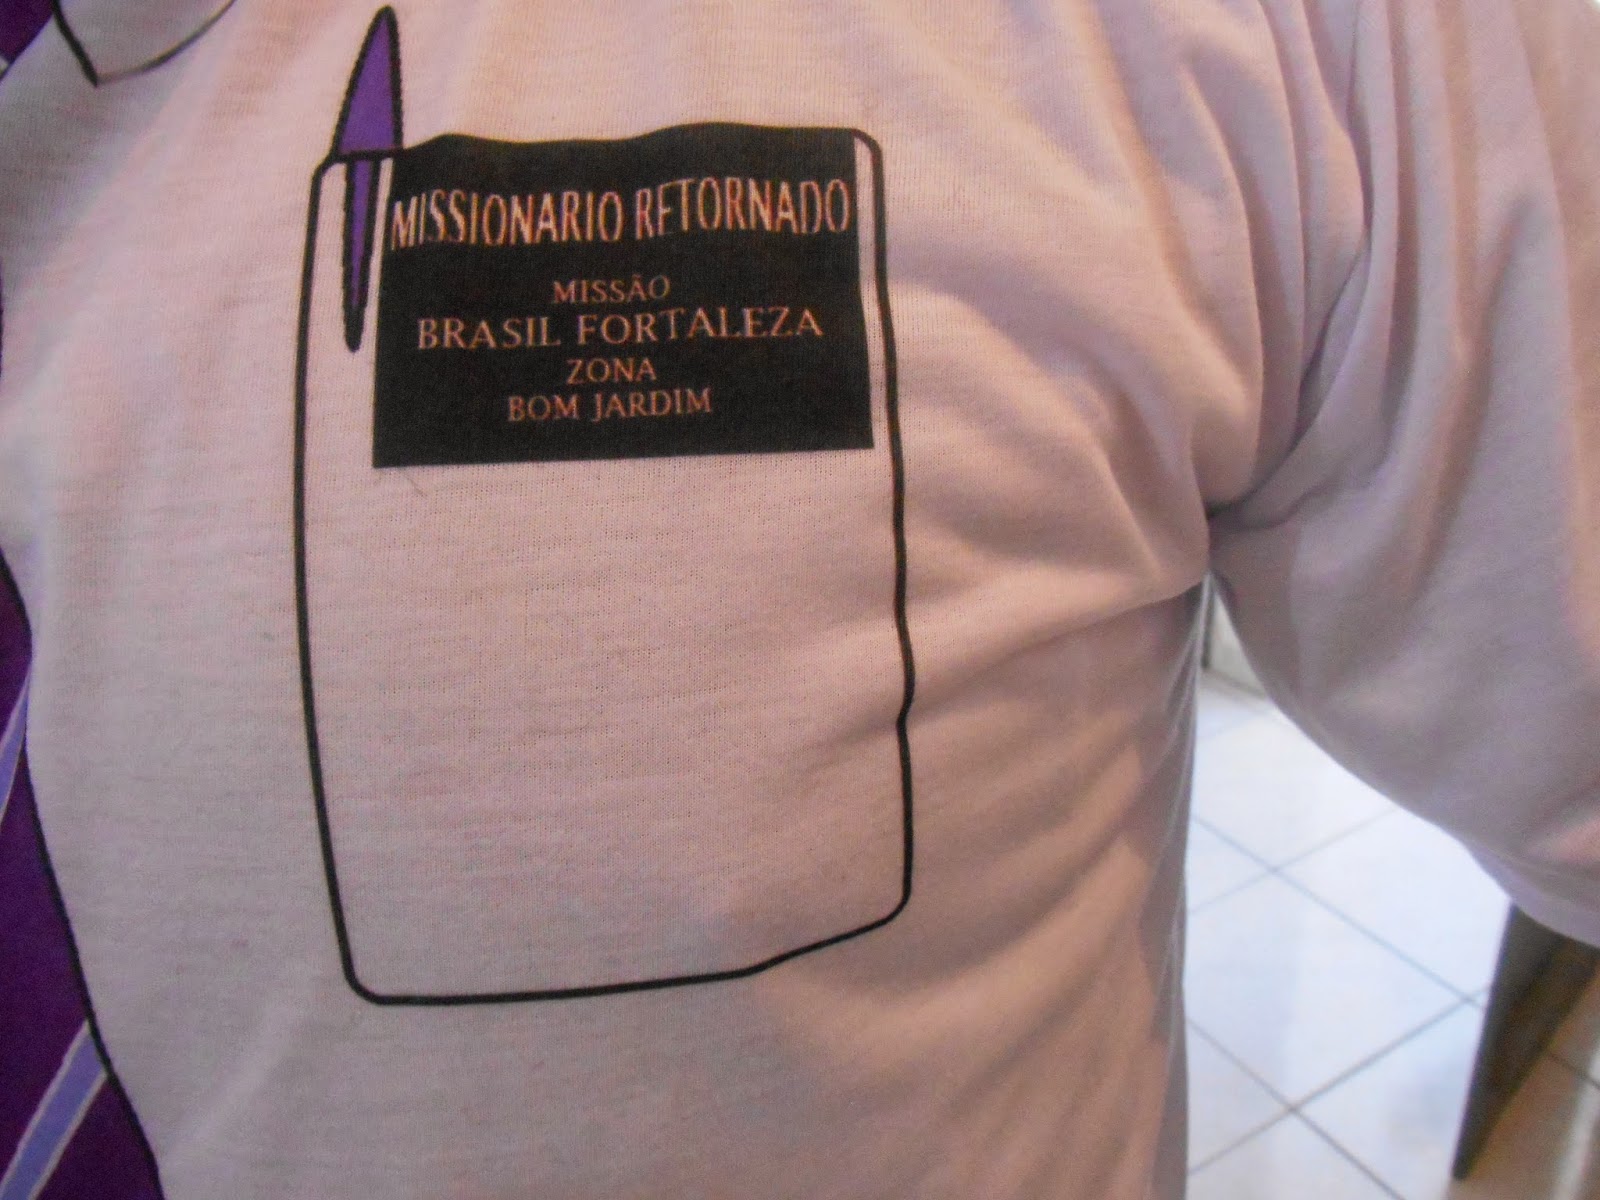 MISSIONARIO RETORNADO
MISSÃO
BRASIL FORTALEZA
ZONA
BOM JARDIM